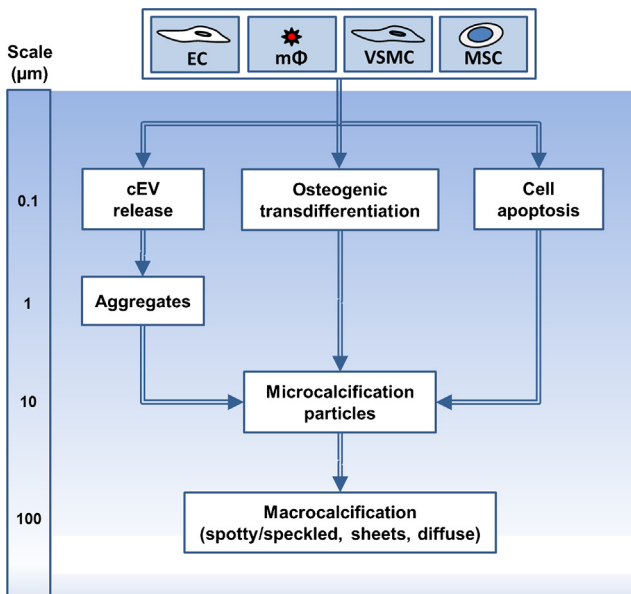 Scale
(µm)
EC
mΦ
VSMC
MSC
0.1
cEV
release
Osteogenic
transdifferentiation
Cell
apoptosis
1
Aggregates
10
Microcalcification
particles
100
Macrocalcification
(spotty/speckled, sheets, diffuse)